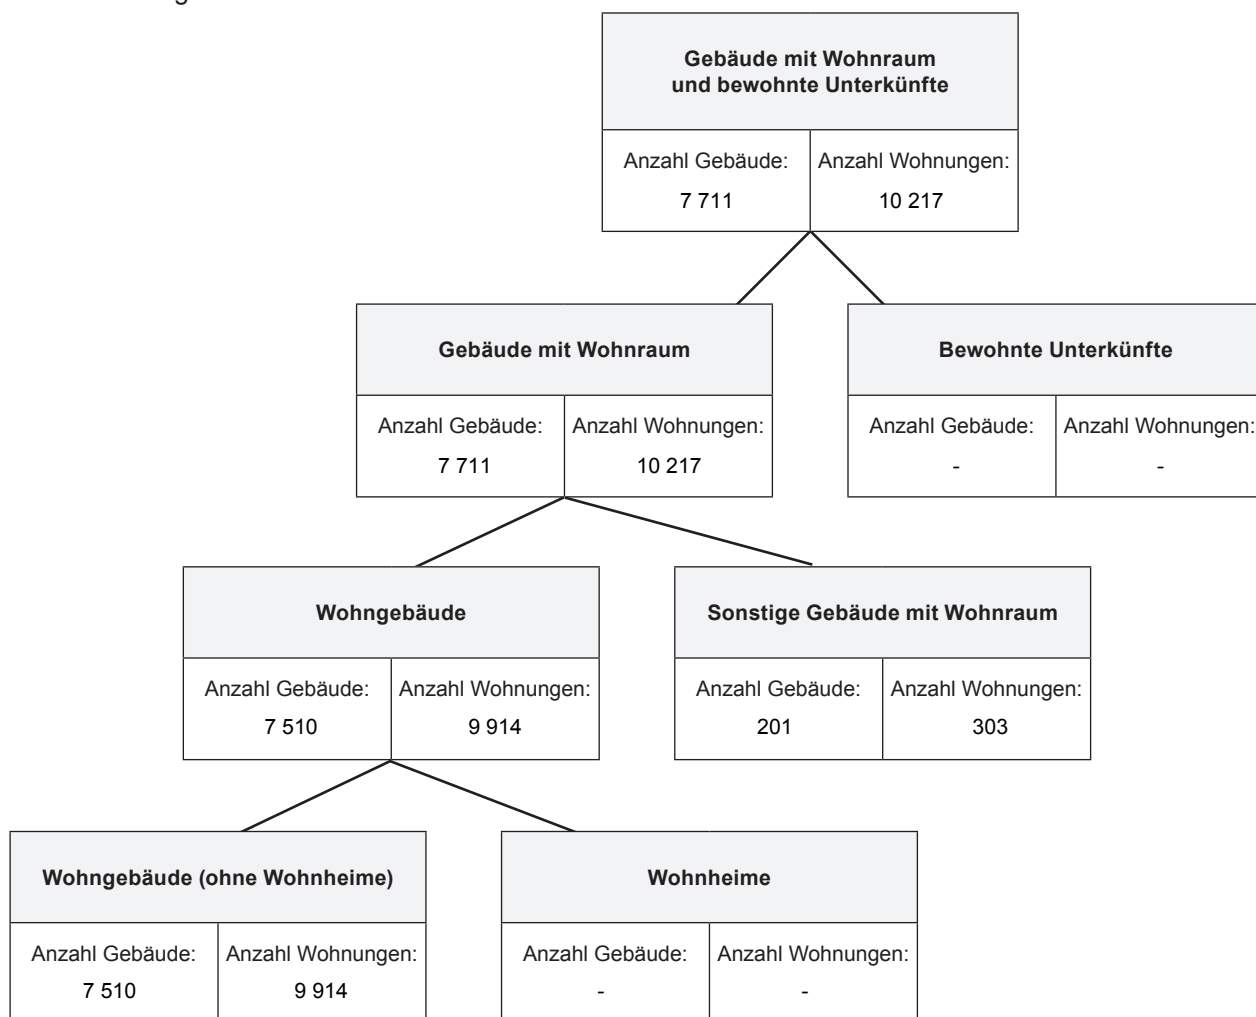 Gebäude mit Wohnraum
und bewohnte Unterkünfte
Anzahl Gebäude: Anzahl Wohnungen:
7 711 10 217
Gebäude mit Wohnraum
Anzahl Gebäude: Anzahl Wohnungen:
7 711 10 217
Bewohnte Unterkünfte
Anzahl Gebäude: Anzahl Wohnungen:
- -
Wohngebäude
Anzahl Gebäude: Anzahl Wohnungen:
7 510 9 914
Sonstige Gebäude mit Wohnraum
Anzahl Gebäude: Anzahl Wohnungen:
201 303
Wohngebäude (ohne Wohnheime)
Anzahl Gebäude: Anzahl Wohnungen:
7 510 9 914
Wohnheime
Anzahl Gebäude: Anzahl Wohnungen:
- -